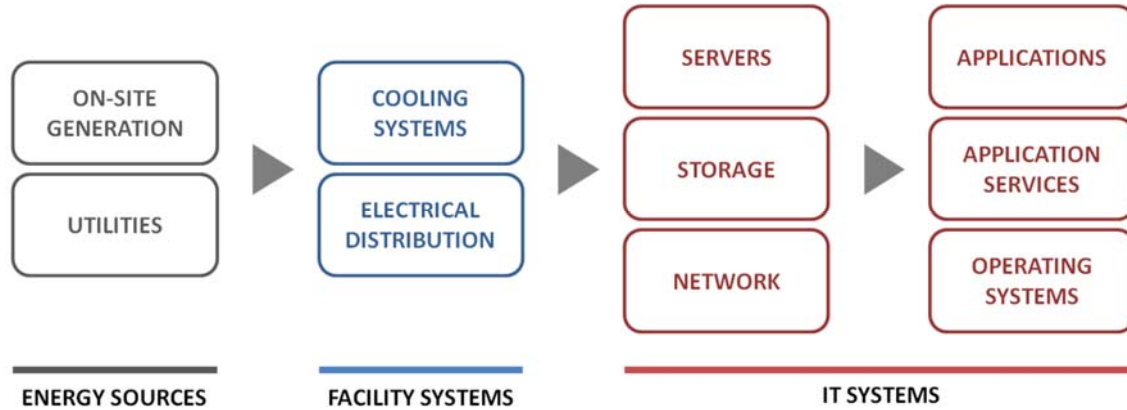 ON-SITE
GENERATION
UTILITIES
ENERGY SOURCES
COOLING
SYSTEMS
ELECTRICAL
DISTRIBUTION
FACILITY SYSTEMS
SERVERS
STORAGE
NETWORK
APPLICATIONS
APPLICATION
SERVICES
OPERATING
SYSTEMS
IT SYSTEMS